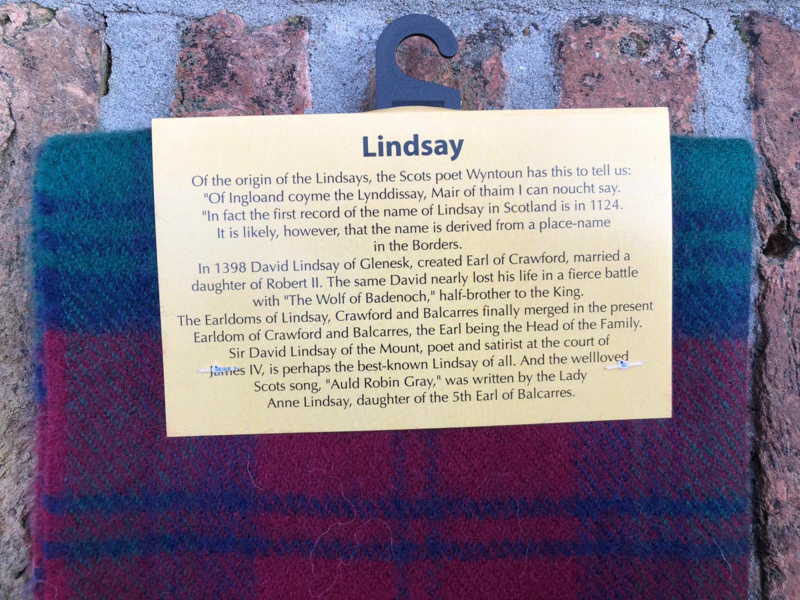 Lindsay
Of the origin of the Lindsays, the Scots poet Wyntoun has this to tell us:
"Of Ingloand coyme the Lynddissay, Mair of thaim I can noucht say.
"In fact the first record of the name of Lindsay in Scotland is in 1124.
It is likely, however, that the name is derived from a place-name
in the Borders.
In 1398 David Lindsay of Glenesk, created Earl of Crawford, married a
daughter of Robert II. The same David nearly lost his life in a fierce battle
with "The Wolf of Badenoch," half-brother to the King.
The Earldoms of Lindsay, Crawford and Balcarres finally merged in the present
Earldom of Crawford and Balcarres, the Earl being the Head of the Family.
Sir David Lindsay of the Mount, poet and satirist at the court of
James IV, is perhaps the best-known Lindsay of all. And the wellloved
Scots song, "Auld Robin Gray," was written by the Lady
Anne Lindsay, daughter of the 5th Earl of Balcarres.